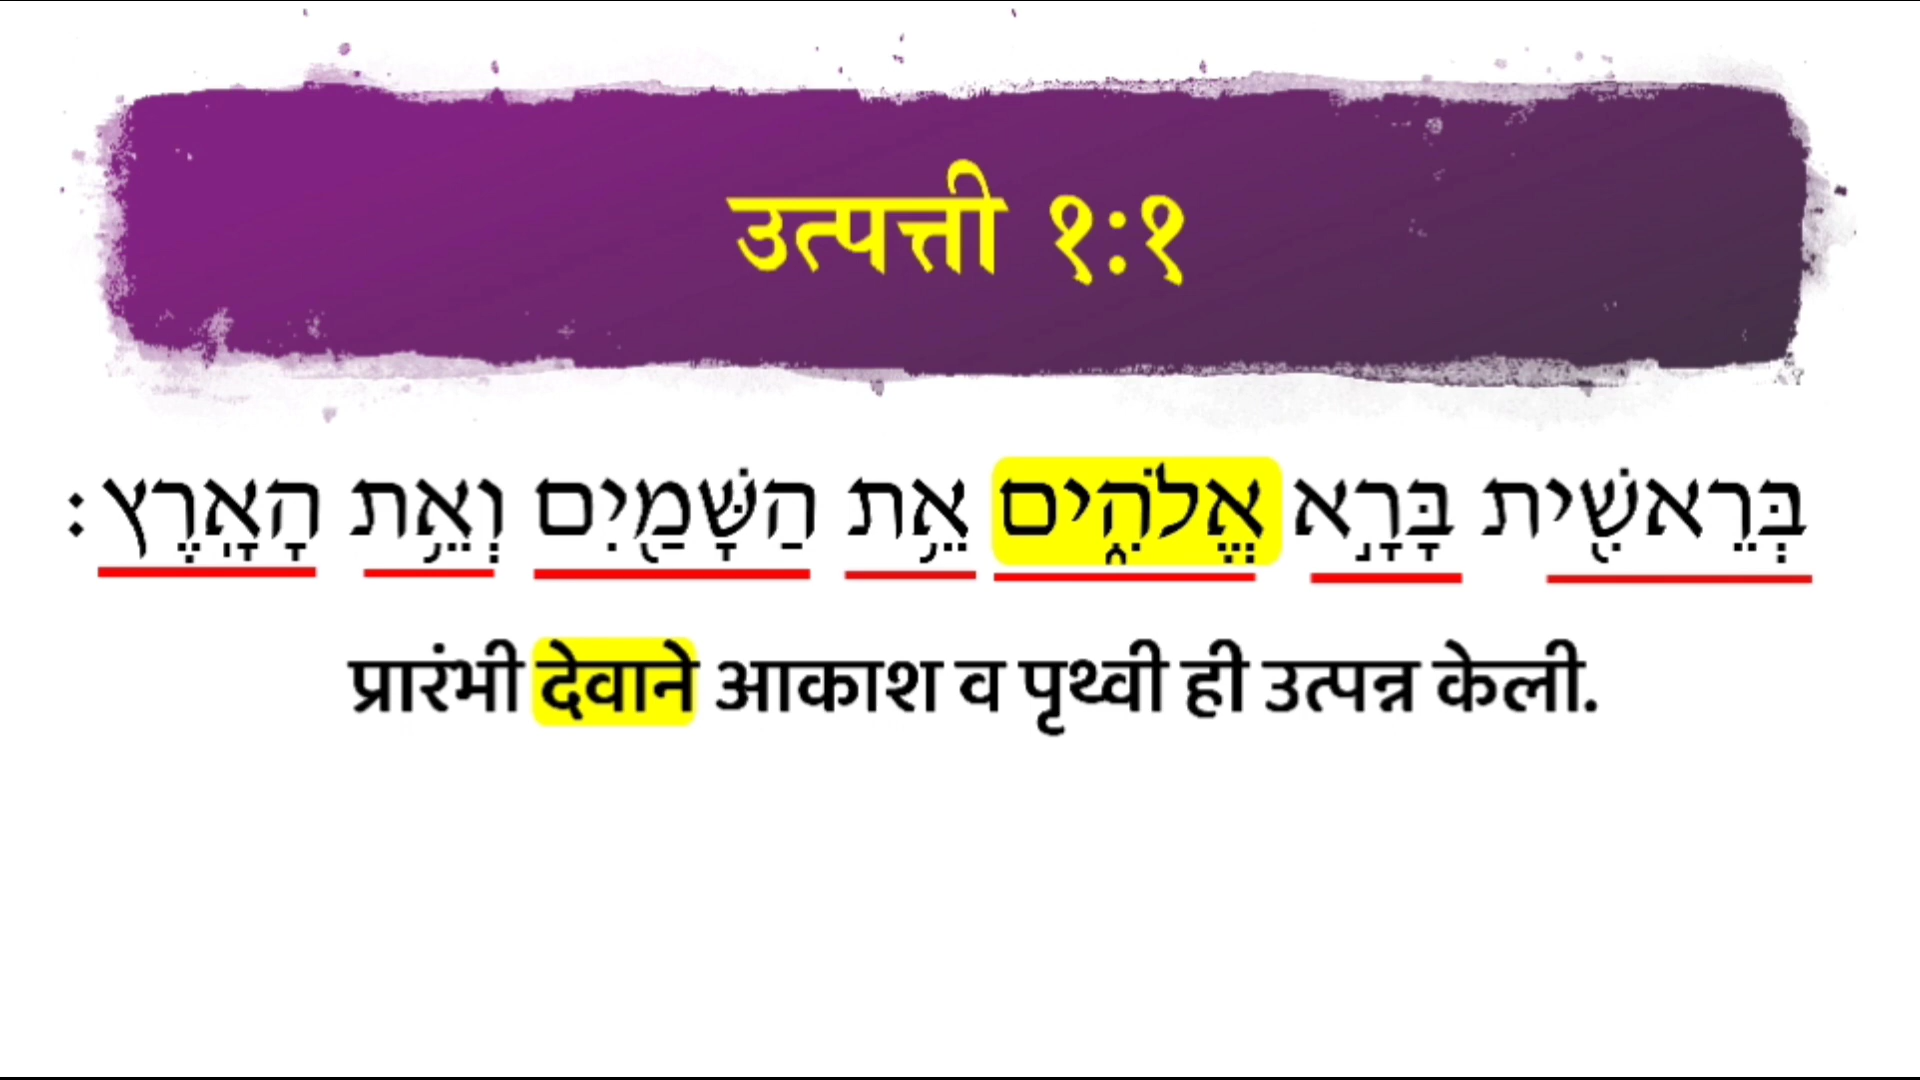 उत्पत्ती १:१
בְּרֵאשִׁ֖ית בָּרָ֣א אֱלֹהִ֑ים אֵ֥ת הַשָּׁמַ֖יִם וְאֵ֥ת הָאָֽרֶץ׃
प्रारंभी देवाने आकाश व पृथ्वी ही उत्पन्न केली.